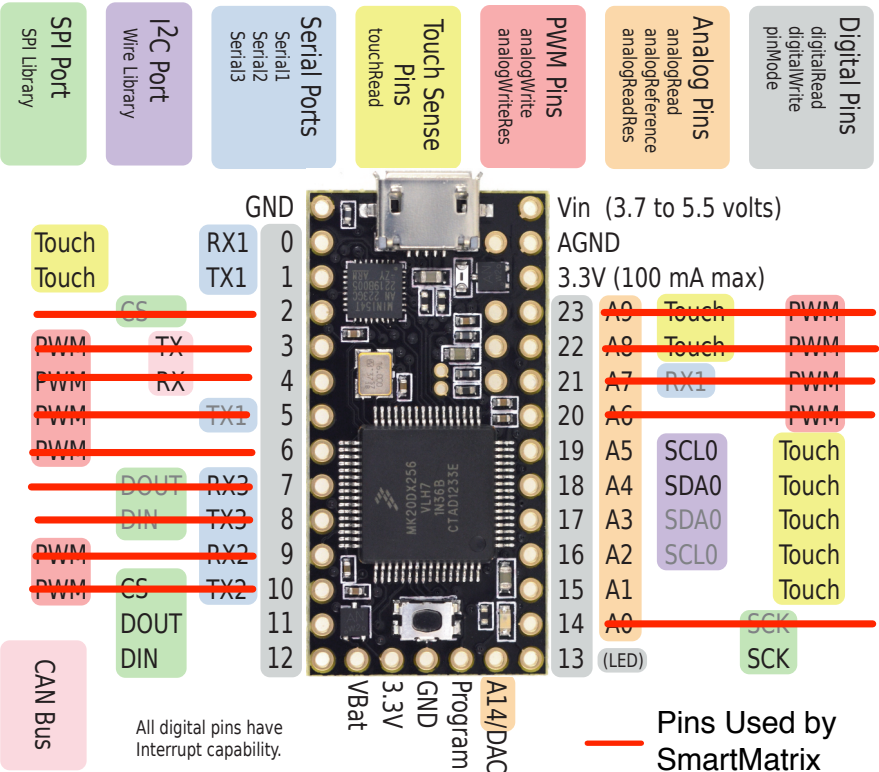 SPI Port
SPI Library
I2C Port
Wire Library
Serial Ports
Serial1
Serial2
Serial3
Touch Sense
Pins
touchRead
PWM Pins
analogWrite
analogWriteRes
Analog Pins
analogRead
analogReference
analogReadRes
Digital Pins
digitalRead
digitalWrite
pinMode
GND
Vin (3.7 to 5.5 volts)
Touch RX1 0
AGND
Touch TX1 1
3.3V (100 mA max)
CS 2
23 A9 Touch PWM
PWM TX 3
22 A8 Touch PWM
PWM RX 4
21 A7 RX1 PWM
PWM TX1 5
20 A6 PWM
PWM 6
19 A5 SCL0 Touch
DOUT RX3 7
18 A4 SDA0 Touch
DIN TX3 8
17 A3 SDA0 Touch
PWM RX2 9
16 A2 SCL0 Touch
PWM CS TX2 10
15 A1 Touch
DOUT 11
14 A0 SCK
DIN 12
13 (LED) SCK
MK20DX256
VLH7
1N36B
CTAD1233E
VBat
3.3V
GND
Program
A14/DAC
CAN Bus
All digital pins have
Interrupt capability.
Pins Used by
SmartMatrix